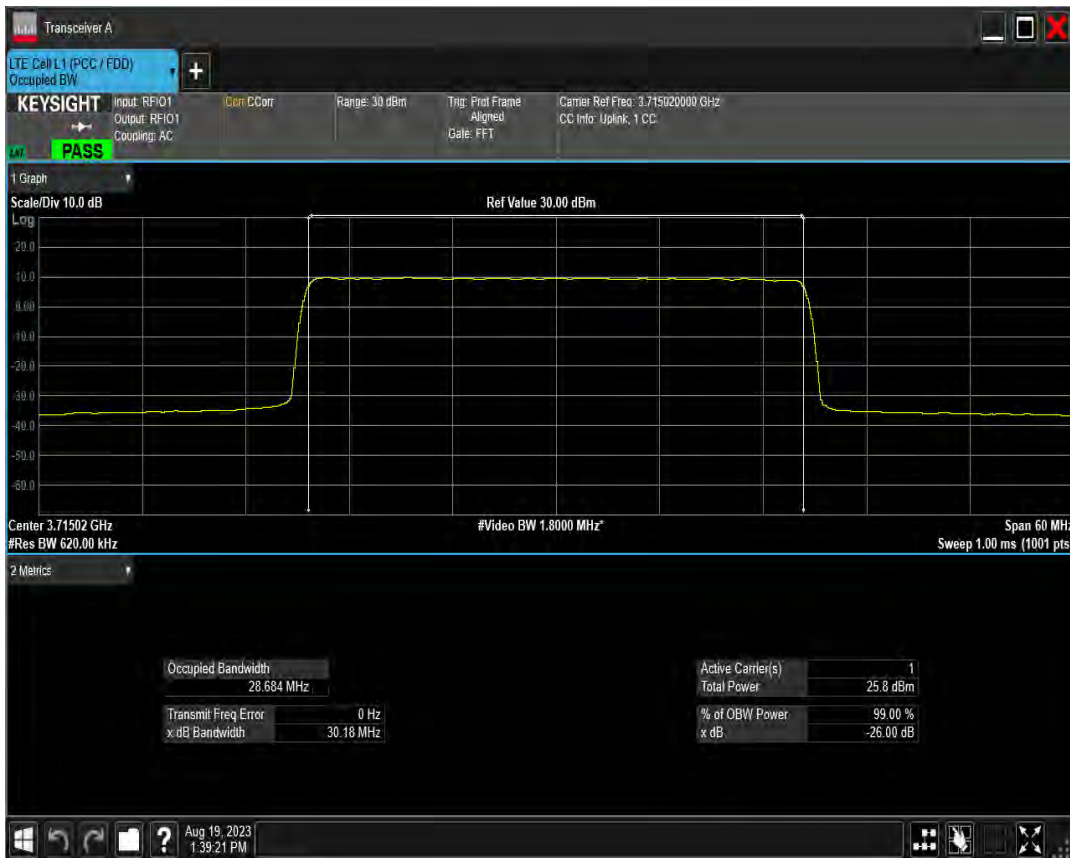 Transceiver A
LTE Cell L1 (PCC / FDD)
Occupied BW
+
KEYSIGHT
Input: RFIO1
Output: RFIO1
Coupling: AC
Corr CCorr
Range: 30 dBm
Trig: Prot Frame
Aligned
Gate: FFT
Carrier Ref Freq: 3.715020000 GHz
CC Info: Uplink, 1 CC
PASS
1 Graph
Scale/Div 10.0 dB
Ref Value 30.00 dBm
Log
20.0
10.0
0.00
-10.0
-20.0
-30.0
-40.0
-50.0
-60.0
Center 3.71502 GHz
#Video BW 1.8000 MHz*
Span 60 MHz
#Res BW 620.00 kHz
Sweep 1.00 ms (1001 pts
2 Metrics
Occupied Bandwidth
28.684 MHz
Transmit Freq Error 0 Hz
x dB Bandwidth 30.18 MHz
Active Carrier(s) 1
Total Power 25.8 dBm
% of OBW Power 99.00 %
x dB -26.00 dB
?
Aug 19, 2023
1:39:21 PM